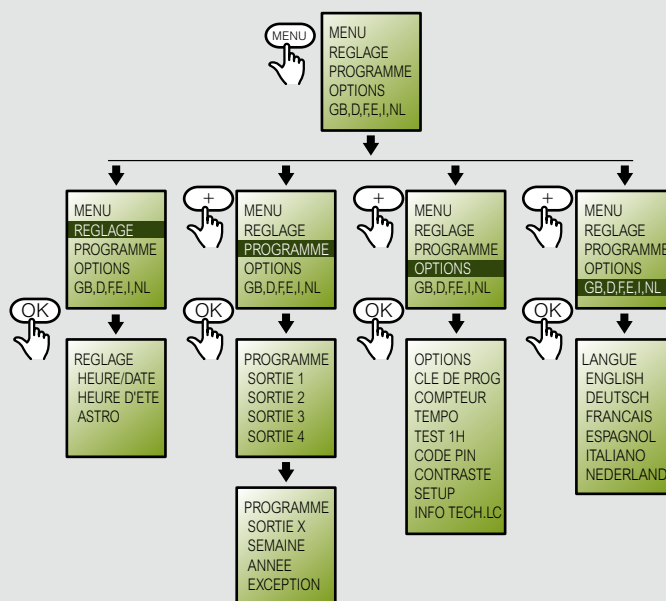 MENU
MENU
REGLAGE
PROGRAMME
OPTIONS
GB,D,F,E,I,NL
MENU
REGLAGE
PROGRAMME
OPTIONS
GB,D,F,E,I,NL
OK
REGLAGE
HEURE/DATE
HEURE D'ETE
ASTRO
+
MENU
REGLAGE
PROGRAMME
OPTIONS
GB,D,F,E,I,NL
OK
PROGRAMME
SORTIE 1
SORTIE 2
SORTIE 3
SORTIE 4
PROGRAMME
SORTIE X
SEMAINE
ANNEE
EXCEPTION
+
MENU
REGLAGE
PROGRAMME
OPTIONS
GB,D,F,E,I,NL
OK
OPTIONS
CLE DE PROG
COMPTEUR
TEMPO
TEST 1H
CODE PIN
CONTRASTE
SETUP
INFO TECH.LC
+
MENU
REGLAGE
PROGRAMME
OPTIONS
GB,D,F,E,I,NL
OK
LANGUE
ENGLISH
DEUTSCH
FRANCAIS
ESPAGNOL
ITALIANO
NEDERLAND